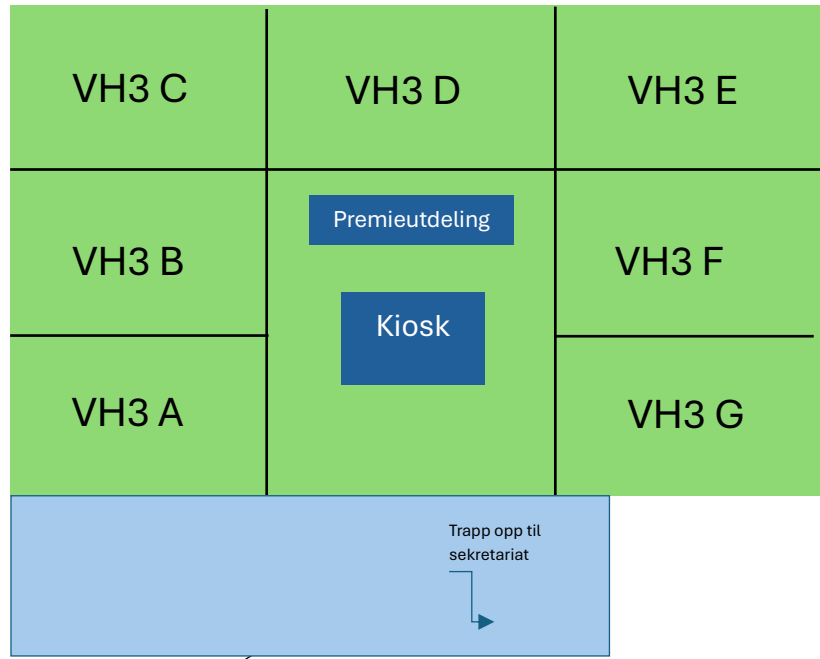 VH3 C
VH3 D
VH3 E
Premieutdeling
VH3 B
VH3 F
Kiosk
VH3 A
VH3 G
Trapp opp til
sekretariat